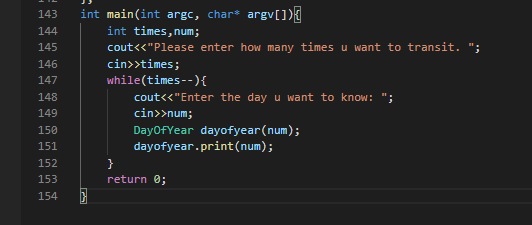 142 };
143 int main(int argc, char* argv[]){
144 int times,num;
145 cout<<"Please enter how many times u want to transit. ";
146 cin>>times;
147 while(times--){
148 cout<<"Enter the day u want to know: ";
149 cin>>num;
150 DayOfYear dayofyear(num);
151 dayofyear.print(num);
152 }
153 return 0;
154 }